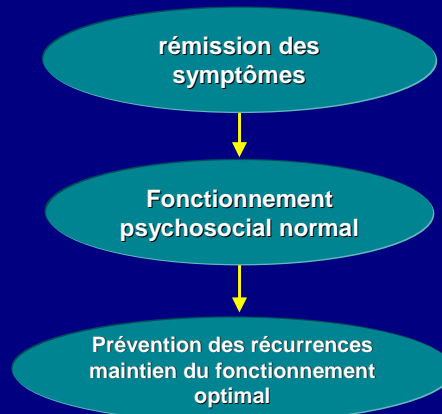 rémission des
symptômes
Fonctionnement
psychosocial normal
Prévention des récurrences
maintien du fonctionnement
optimal